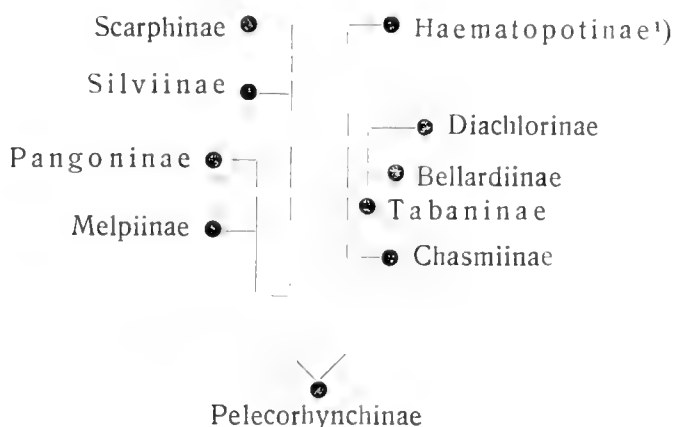 Scarphinae
Haematopotinae¹)
Silviinae
Diachlorinae
Pangoninae
Bellardiinae
Tabaninae
Melpiinae
Chasmiinae
Pelecorhynchinae